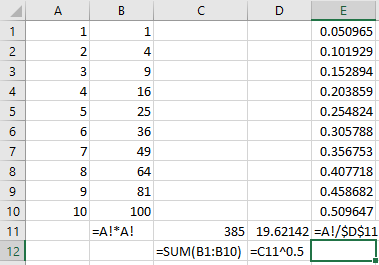 A B C D E
1 1 1 0.050965
2 2 4 0.101929
3 3 9 0.152894
4 4 16 0.203859
5 5 25 0.254824
6 6 36 0.305788
7 7 49 0.356753
8 8 64 0.407718
9 9 81 0.458682
10 10 100 0.509647
11 =A!*A! 385 19.62142 =A!/$D$11
12 =SUM(B1:B10) =C11^0.5